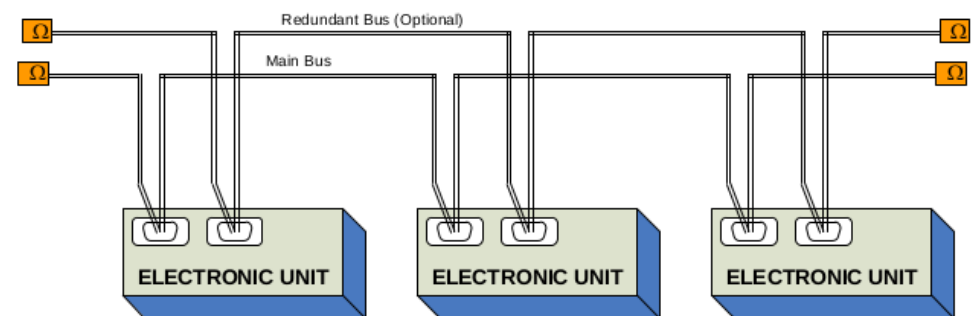 Redundant Bus (Optional)
Ω Ω
Main Bus
Ω Ω
ELECTRONIC UNIT ELECTRONIC UNIT ELECTRONIC UNIT